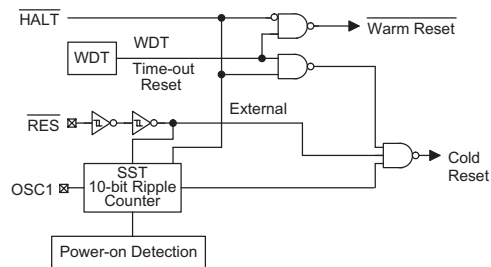 HALT
WDT
WDT
Time-out
Reset
Warm Reset
External
RES
Cold
Reset
OSC1
SST
10-bit Ripple
Counter
Power-on Detection